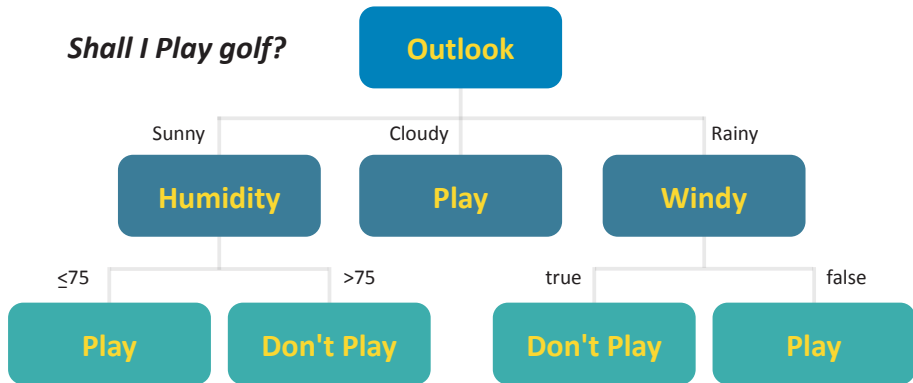 Shall I Play golf?
Outlook
Sunny
Cloudy
Rainy
Humidity
Play
Windy
≤75
>75
true
false
Play
Don't Play
Don't Play
Play